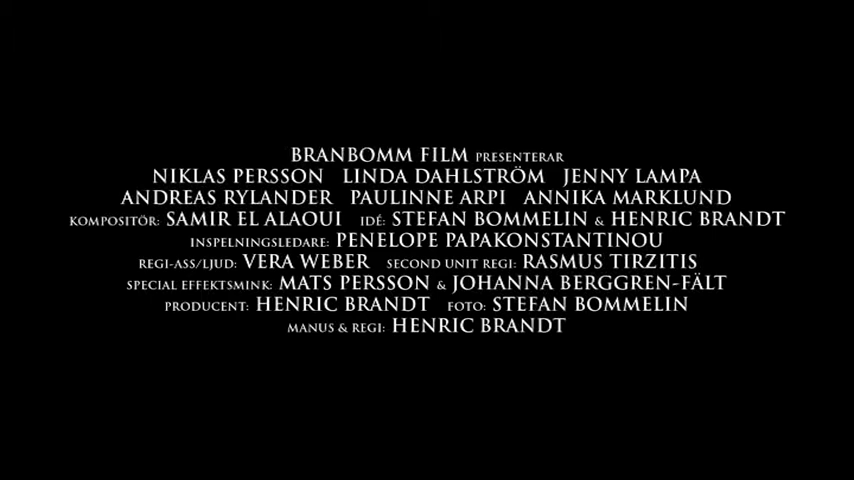 BRANBOMM FILM PRESENTERAR
NIKLAS PERSSON LINDA DAHLSTRÖM JENNY LAMPA
ANDREAS RYLANDER PAULINNE ARPI ANNIKA MARKLUND
KOMPOSITÖR: SAMIR EL ALAOUI IDÉ: STEFAN BOMMELIN & HENRIC BRANDT
INSPELNINGSLEDARE: PENELOPE PAPAKONSTANTINOU
REGI-ASS/LJUD: VERA WEBER SECOND UNIT REGI: RASMUS TIRZITIS
SPECIAL EFFEKTSMINK: MATS PERSSON & JOHANNA BERGGREN-FÄLT
PRODUCENT: HENRIC BRANDT FOTO: STEFAN BOMMELIN
MANUS & REGI: HENRIC BRANDT